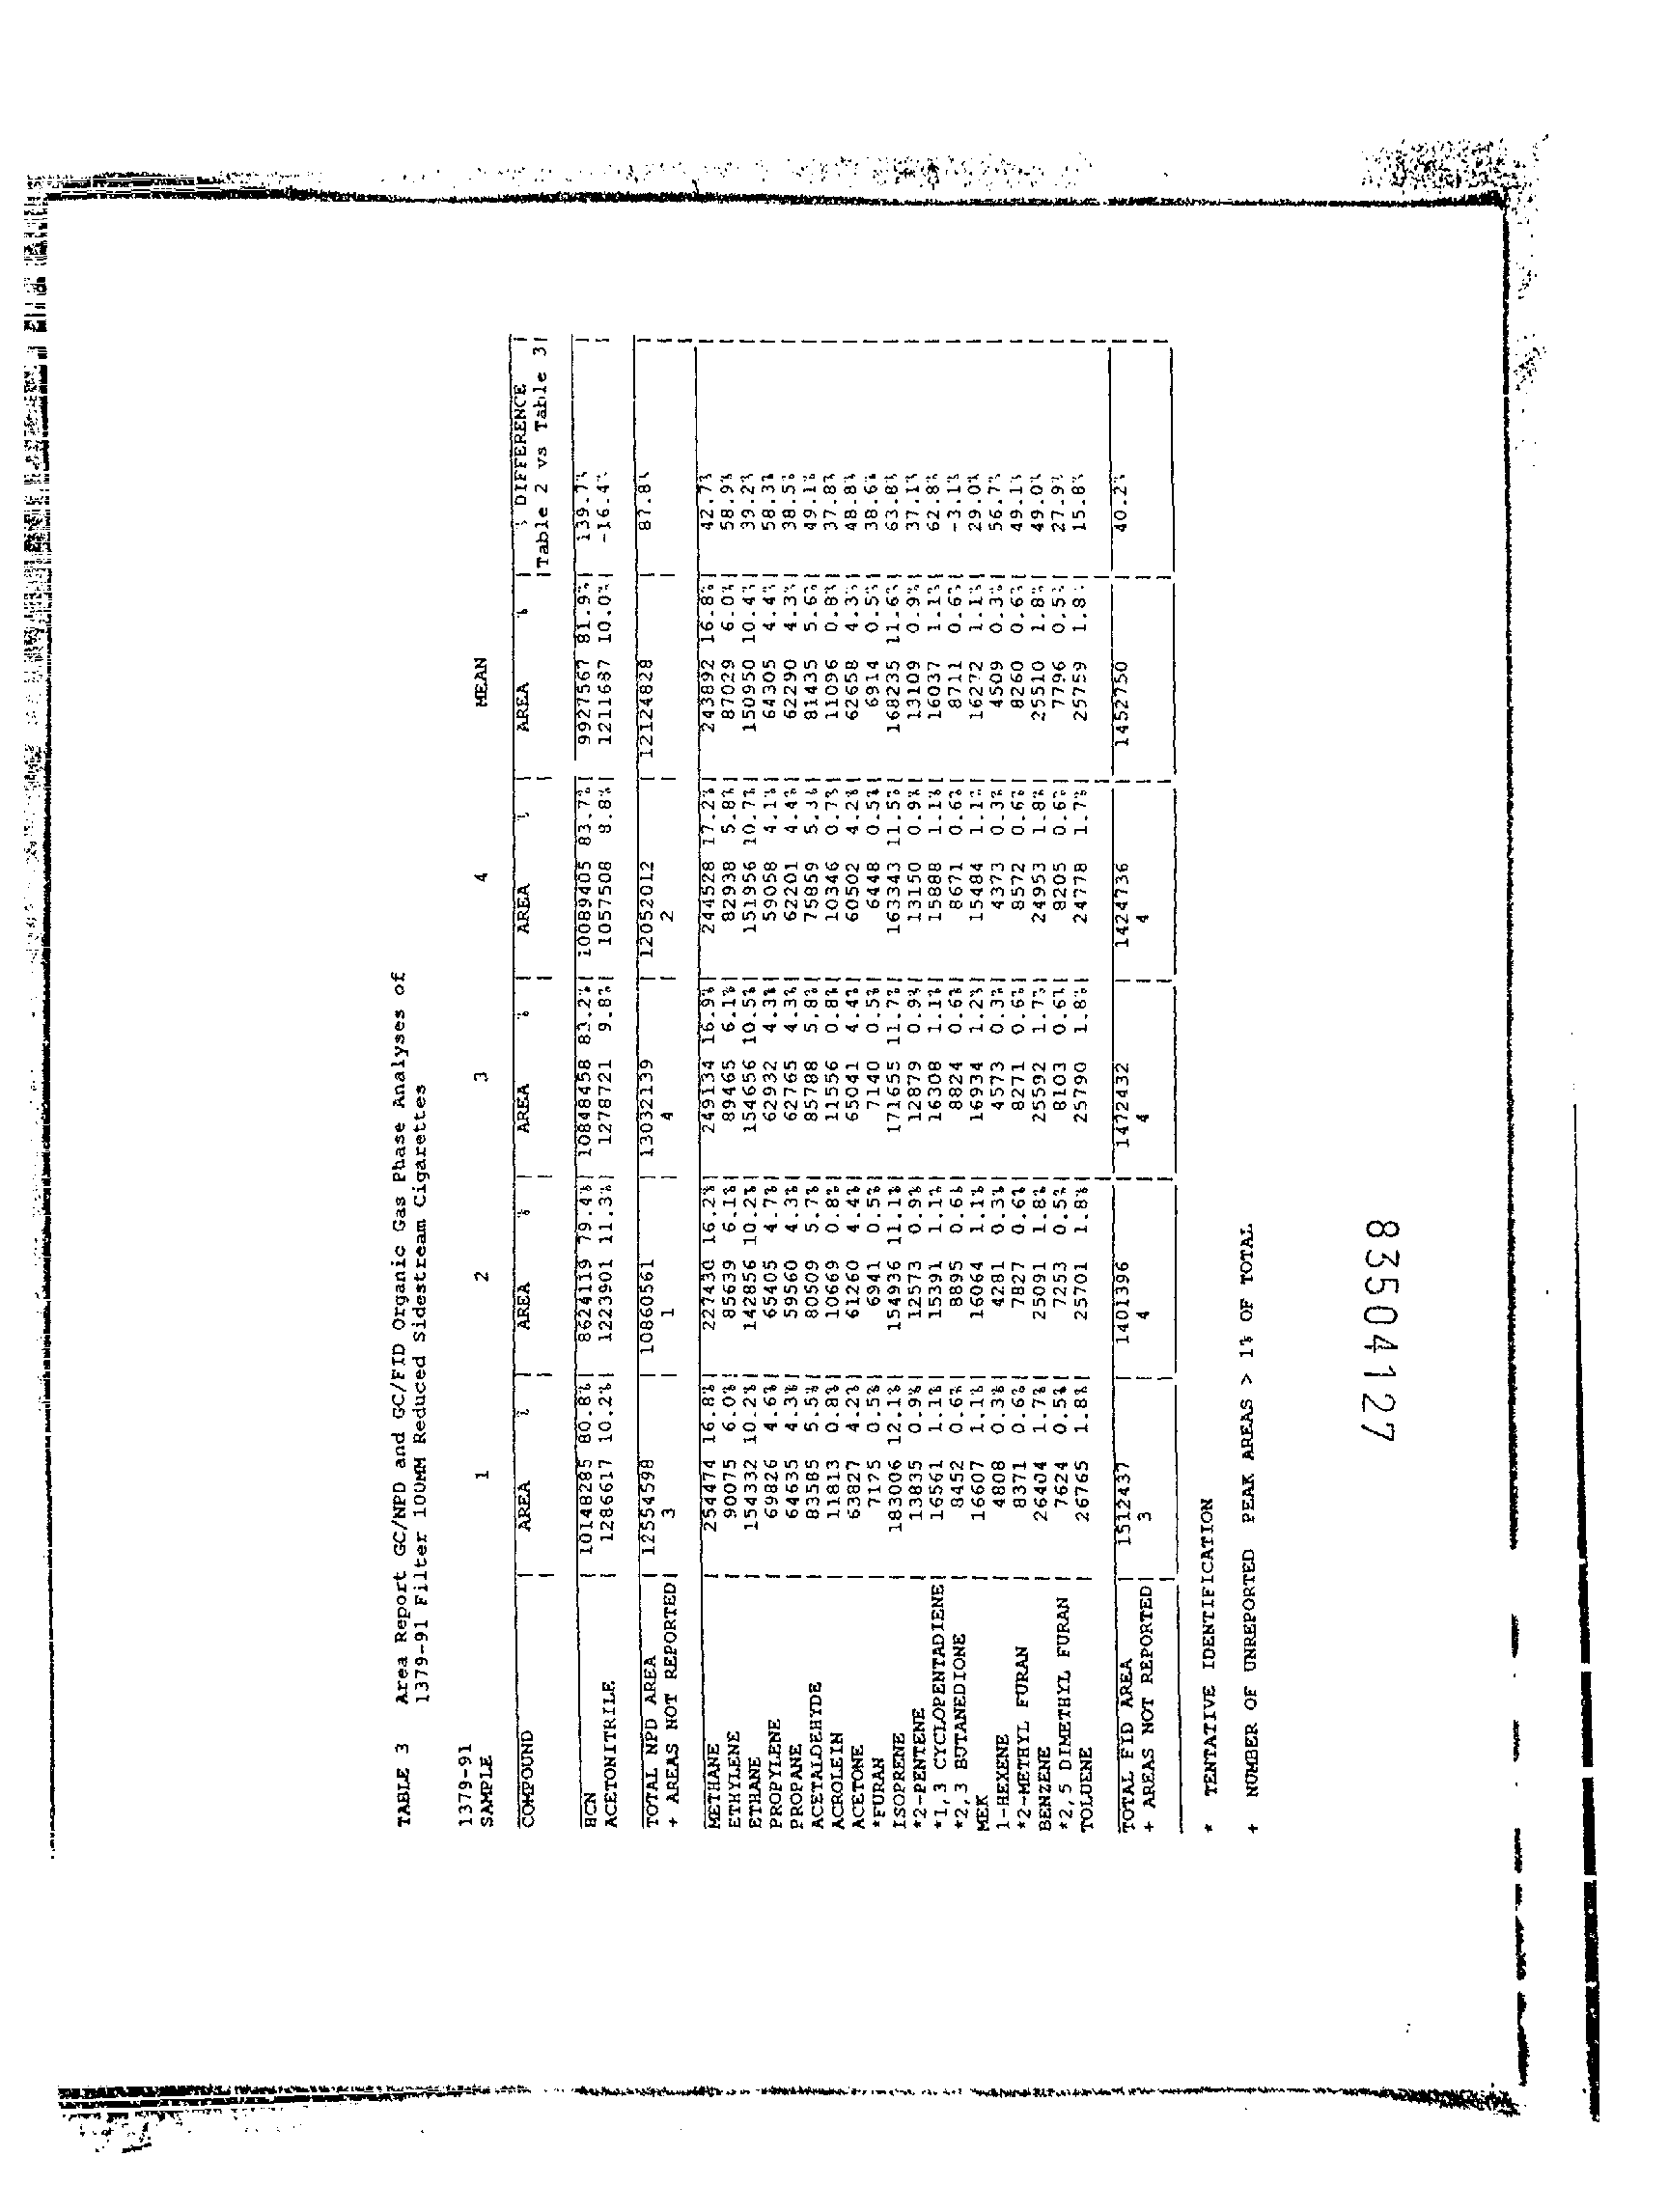 TABLE 3 Area Report GC/NPD and GC/FID Organic Gas Phase Analyses of
1379-91 Filter 100MM Reduced Sidestream Cigarettes
1379-91
SAMPLE 1 2 3 4 MEAN
COMPOUND AREA % AREA % AREA % AREA % AREA % % DIFFERENCE
Table 2 vs Table 3
HCN 10148285 80.8% 8624119 79.4% 10848458 83.2% 10089405 83.7% 9927567 81.9% 139.7%
ACETONITRILE 1286617 10.2% 1223901 11.3% 1278721 9.8% 1057508 8.8% 1211687 10.0% -16.4%
TOTAL NPD AREA 12554598 10860561 13032139 12052012 12124828 87.8%
+ AREAS NOT REPORTED 3 1 4 2
METHANE 254474 16.8% 227430 16.2% 249134 16.9% 244528 17.2% 243892 16.8% 42.7%
ETHYLENE 90075 6.0% 85639 6.1% 89465 6.1% 82938 5.8% 87029 6.0% 58.9%
ETHANE 154332 10.2% 142856 10.2% 154656 10.5% 151956 10.7% 150950 10.4% 39.2%
PROPYLENE 69826 4.6% 65405 4.7% 62932 4.3% 59058 4.1% 64305 4.4% 58.3%
PROPANE 64635 4.3% 59560 4.3% 62765 4.3% 62201 4.4% 62290 4.3% 38.5%
ACETALDEHYDE 83585 5.5% 80509 5.7% 85788 5.8% 75859 5.3% 81435 5.6% 49.1%
ACROLEIN 11813 0.8% 10669 0.8% 11556 0.8% 10346 0.7% 11096 0.8% 37.8%
ACETONE 63827 4.2% 61260 4.4% 65041 4.4% 60502 4.2% 62658 4.3% 48.8%
*FURAN 7175 0.5% 6941 0.5% 7140 0.5% 6448 0.5% 6914 0.5% 38.6%
ISOPRENE 183006 12.1% 154936 11.1% 171655 11.7% 163343 11.5% 168235 11.6% 63.8%
*2-PENTENE 13835 0.9% 12573 0.9% 12879 0.9% 13150 0.9% 13109 0.9% 37.1%
*1,3 CYCLOPENTADIENE 16561 1.1% 15391 1.1% 16308 1.1% 15888 1.1% 16037 1.1% 62.8%
*2,3 BUTANEDIONE 8452 0.6% 8895 0.6% 8824 0.6% 8671 0.6% 8711 0.6% -3.1%
MEK 16607 1.1% 16064 1.1% 16934 1.2% 15484 1.1% 16272 1.1% 29.0%
1-HEXENE 4808 0.3% 4281 0.3% 4573 0.3% 4373 0.3% 4509 0.3% 56.7%
*2-METHYL FURAN 8371 0.6% 7827 0.6% 8271 0.6% 8572 0.6% 8260 0.6% 49.1%
BENZENE 26404 1.7% 25091 1.8% 25592 1.7% 24953 1.8% 25510 1.8% 49.0%
*2,5 DIMETHYL FURAN 7624 0.5% 7253 0.5% 8103 0.6% 8205 0.6% 7796 0.5% 27.9%
TOLUENE 26765 1.8% 25701 1.8% 25790 1.8% 24778 1.7% 25759 1.8% 15.8%
TOTAL FID AREA 1512437 1401396 1472432 1424736 1452750 40.2%
+ AREAS NOT REPORTED 3 4 4 4
* TENTATIVE IDENTIFICATION
+ NUMBER OF UNREPORTED PEAK AREAS > 1% OF TOTAL
83504127